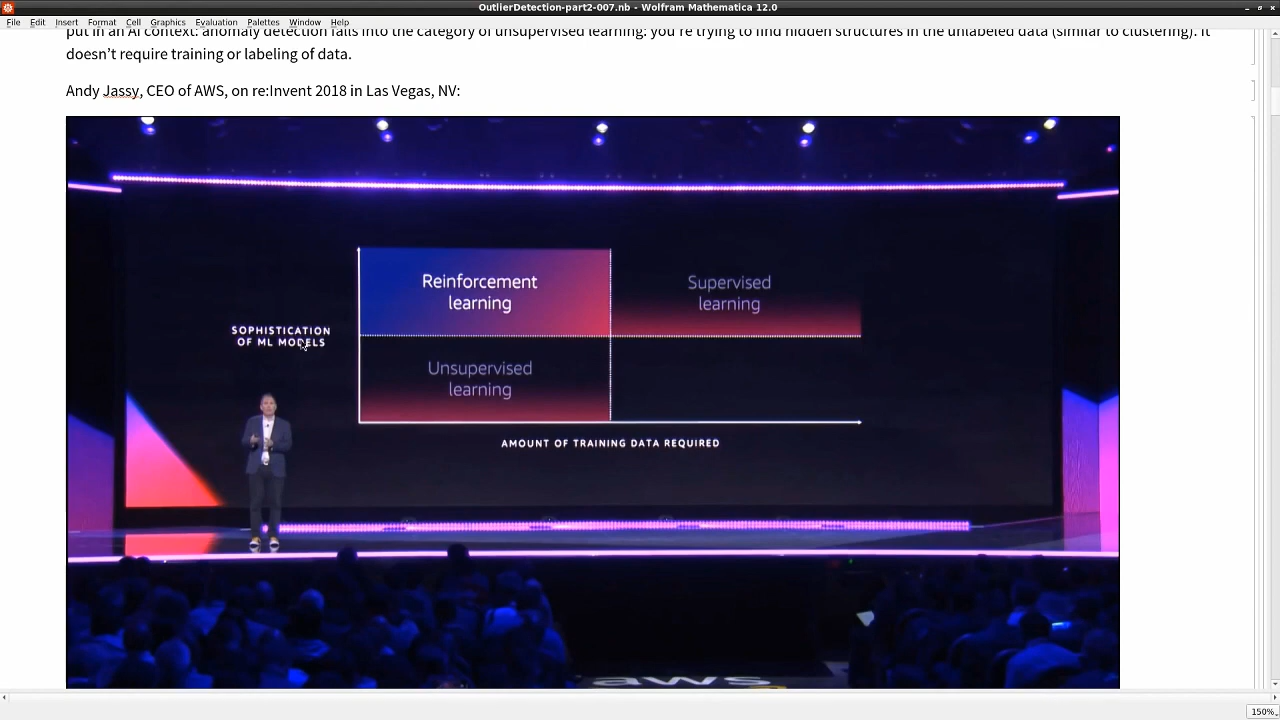 OutlierDetection-part2-007.nb - Wolfram Mathematica 12.0
File Edit Insert Format Cell Graphics Evaluation Palettes Window Help
put in an AI context: anomaly detection falls into the category of unsupervised learning: you're trying to find hidden structures in the unlabeled data (similar to clustering). It
doesn't require training or labeling of data.
Andy Jassy, CEO of AWS, on re:Invent 2018 in Las Vegas, NV:
Reinforcement
learning
Supervised
learning
SOPHISTICATION
OF ML MODELS
Unsupervised
learning
AMOUNT OF TRAINING DATA REQUIRED
aws
150%